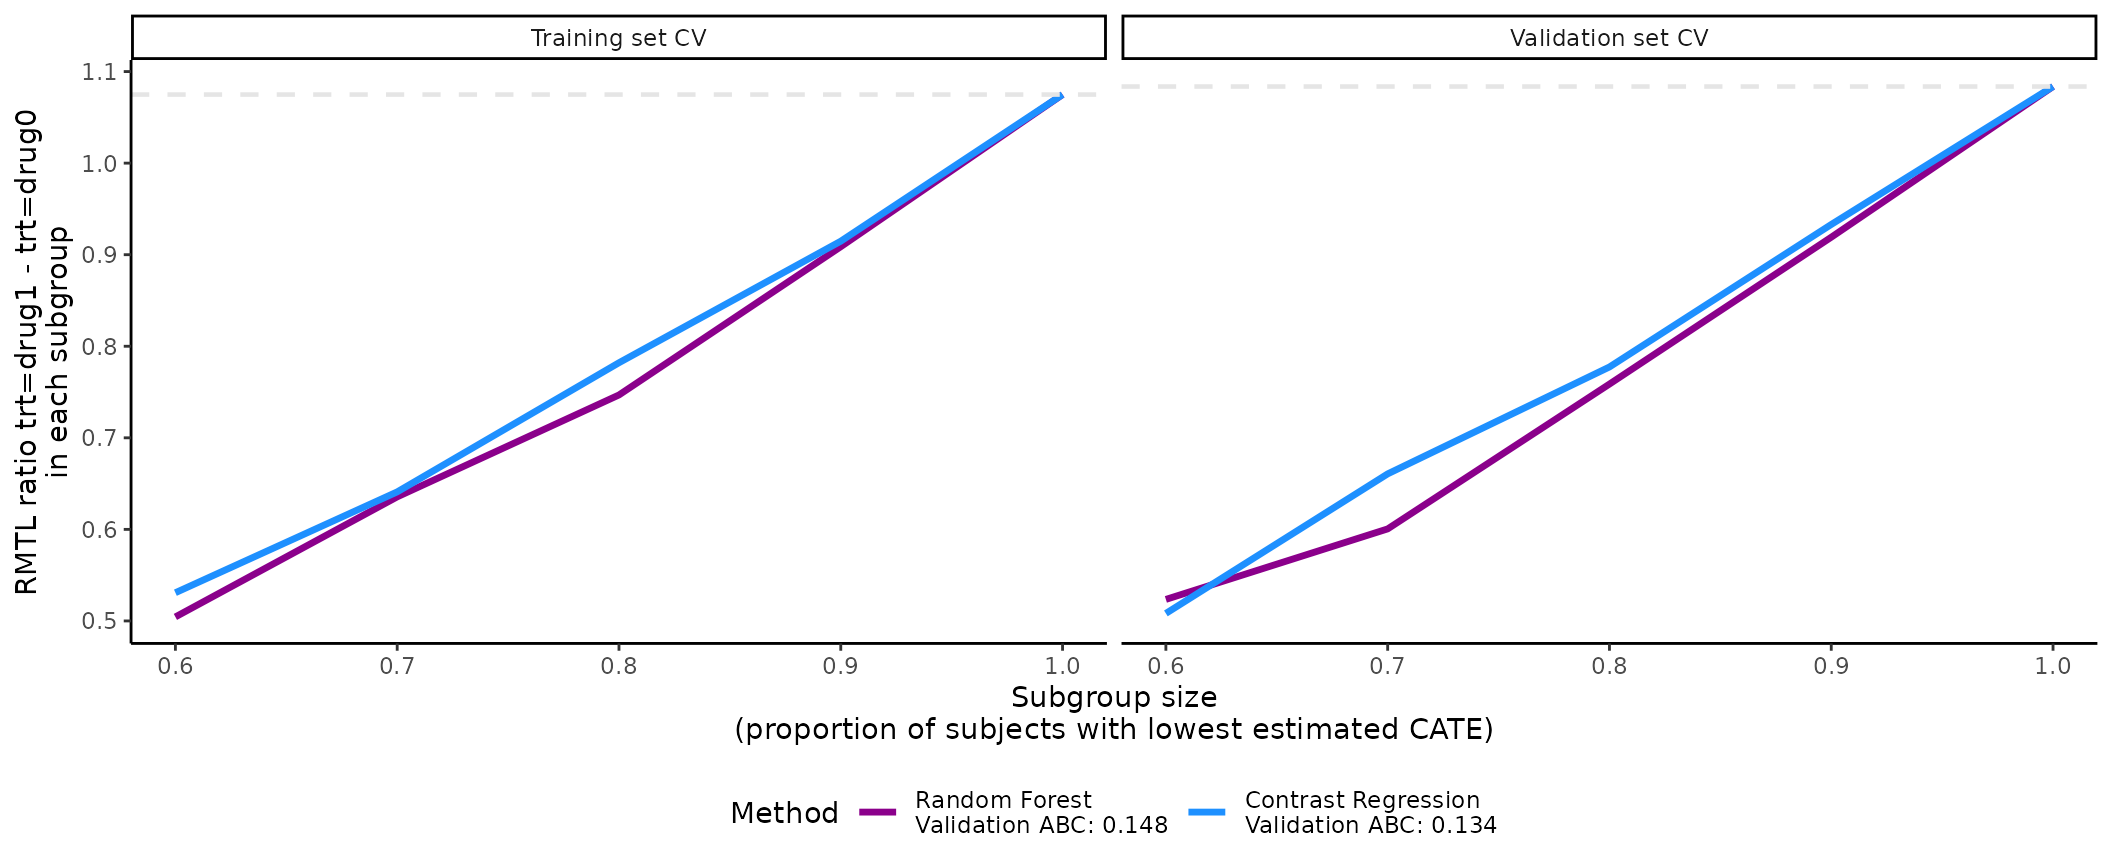 Training set CV
Validation set CV
RMTL ratio trt=drug1 - trt=drug0
in each subgroup
1.1
1.0
0.9
0.8
0.7
0.6
0.5
0.6 0.7 0.8 0.9 1.0
0.6 0.7 0.8 0.9 1.0
Subgroup size
(proportion of subjects with lowest estimated CATE)
Method
Random Forest
Validation ABC: 0.148
Contrast Regression
Validation ABC: 0.134